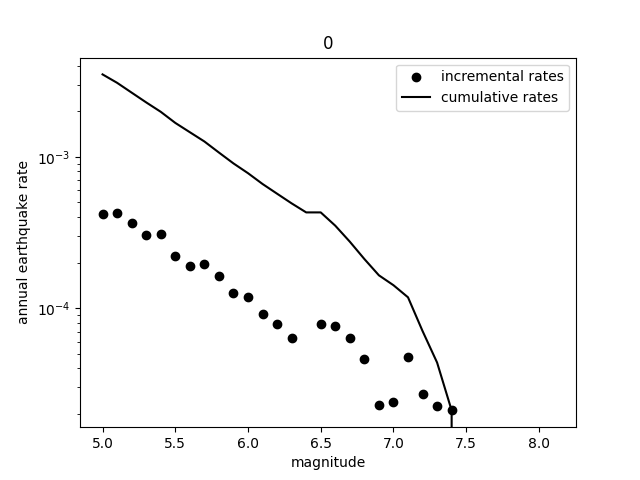 0
incremental rates
cumulative rates
10⁻³
10⁻⁴
annual earthquake rate
5.0 5.5 6.0 6.5 7.0 7.5 8.0
magnitude